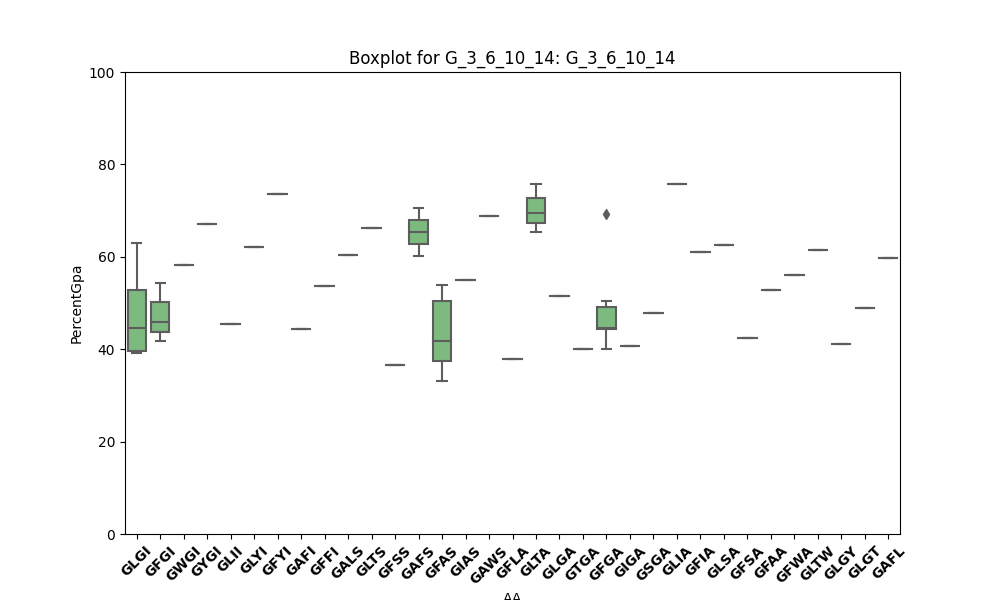 Boxplot for G_3_6_10_14: G_3_6_10_14
100
80
60
40
20
0
PercentGpa
GLGI GFGI GWGI GYGI GLII GLYI GFYI GAFI GFFI GALS GLTS GFSS GAFS GFAS GIAS GAWS GFLA GLTA GLGA GTGA GFGA GIGA GSGA GLIA GFIA GLSA GFSA GFAA GFWA GLTW GLGY GLGT GAFL
AA